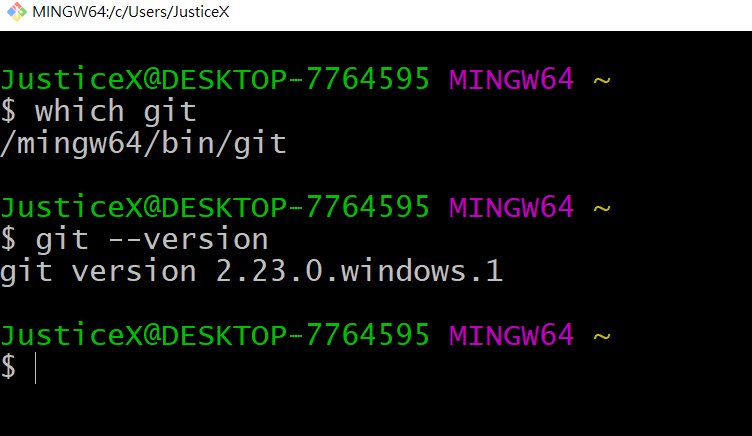 MINGW64:/c/Users/JusticeX
JusticeX@DESKTOP-7764595 MINGW64 ~
$ which git
/mingw64/bin/git
JusticeX@DESKTOP-7764595 MINGW64 ~
$ git --version
git version 2.23.0.windows.1
JusticeX@DESKTOP-7764595 MINGW64 ~
$